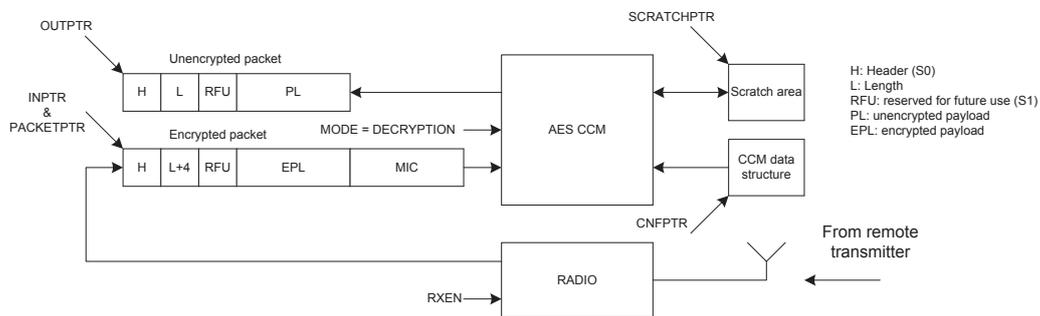 SCRATCHPTR
OUTPTR
Unencrypted packet
H L RFU PL
INPTR
&
PACKETPTR
MODE = DECRYPTION
AES CCM
Scratch area
H: Header (S0)
L: Length
RFU: reserved for future use (S1)
PL: unencrypted payload
EPL: encrypted payload
Encrypted packet
H L+4 RFU EPL MIC
CCM data
structure
CNFPTR
From remote
transmitter
RADIO
RXEN